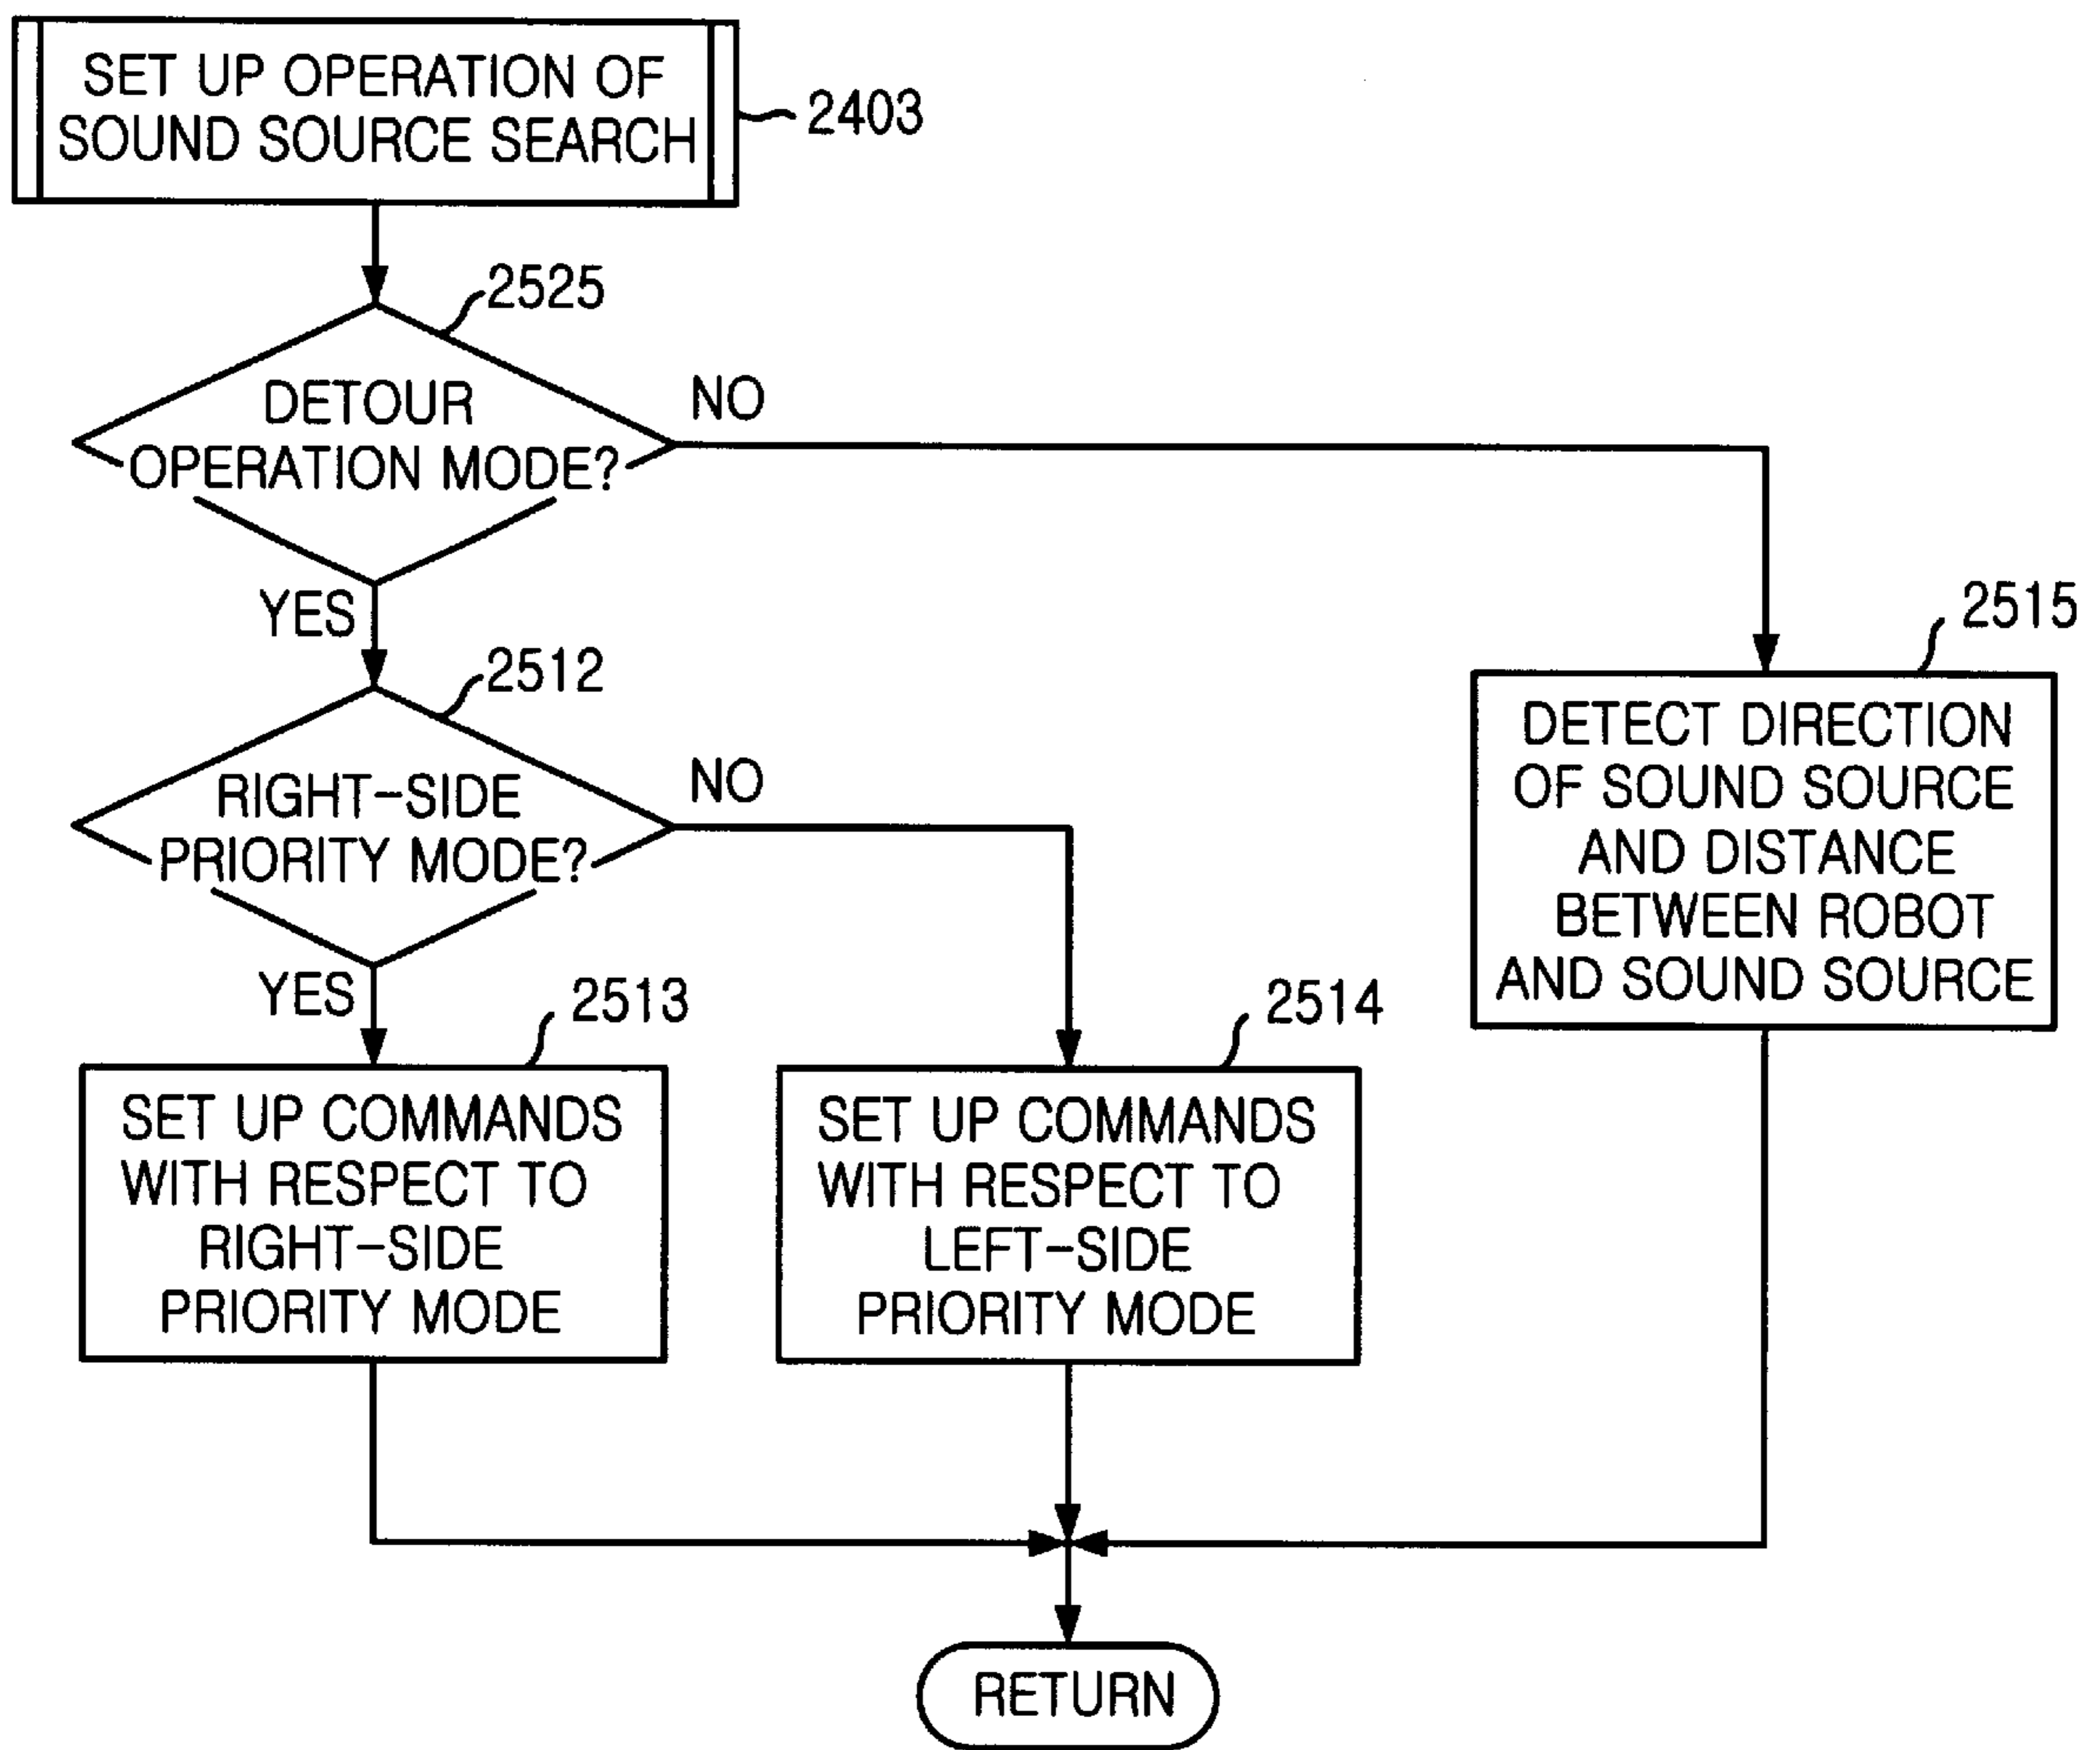 SET UP OPERATION OF
SOUND SOURCE SEARCH
2403
2525
DETOUR
OPERATION MODE?
NO
YES
2512
RIGHT-SIDE
PRIORITY MODE?
NO
YES
2515
DETECT DIRECTION
OF SOUND SOURCE
AND DISTANCE
BETWEEN ROBOT
AND SOUND SOURCE
2513
SET UP COMMANDS
WITH RESPECT TO
RIGHT-SIDE
PRIORITY MODE
2514
SET UP COMMANDS
WITH RESPECT TO
LEFT-SIDE
PRIORITY MODE
RETURN